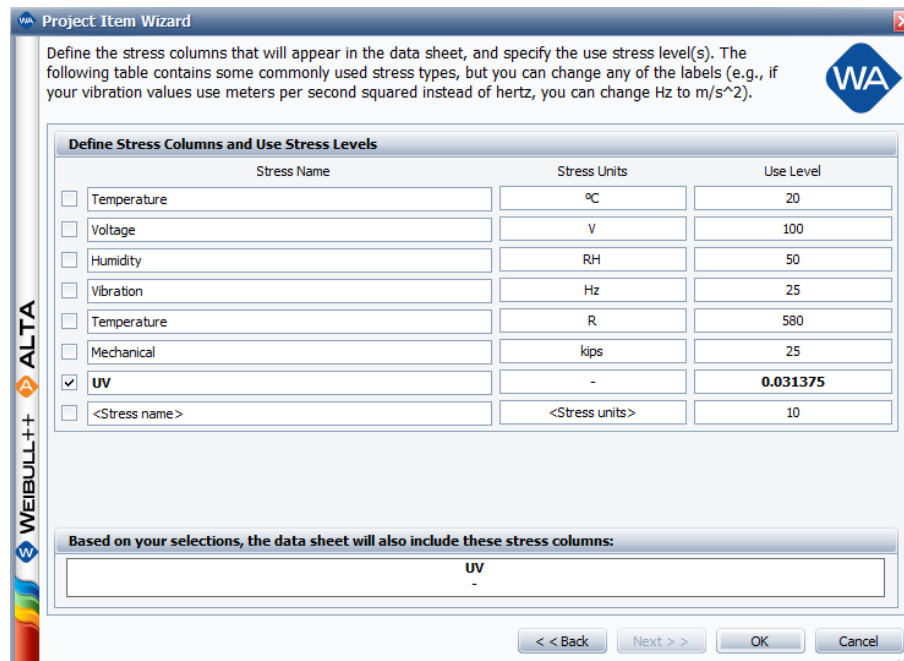 WA Project Item Wizard
Define the stress columns that will appear in the data sheet, and specify the use stress level(s). The
following table contains some commonly used stress types, but you can change any of the labels (e.g., if
your vibration values use meters per second squared instead of hertz, you can change Hz to m/s^2).
WA
Define Stress Columns and Use Stress Levels
Stress Name Stress Units Use Level
Temperature ºC 20
Voltage V 100
Humidity RH 50
Vibration Hz 25
Temperature R 580
Mechanical kips 25
UV - 0.031375
<Stress name> <Stress units> 10
Based on your selections, the data sheet will also include these stress columns:
UV
-
< < Back Next > > OK Cancel
W WEIBULL++ A ALTA